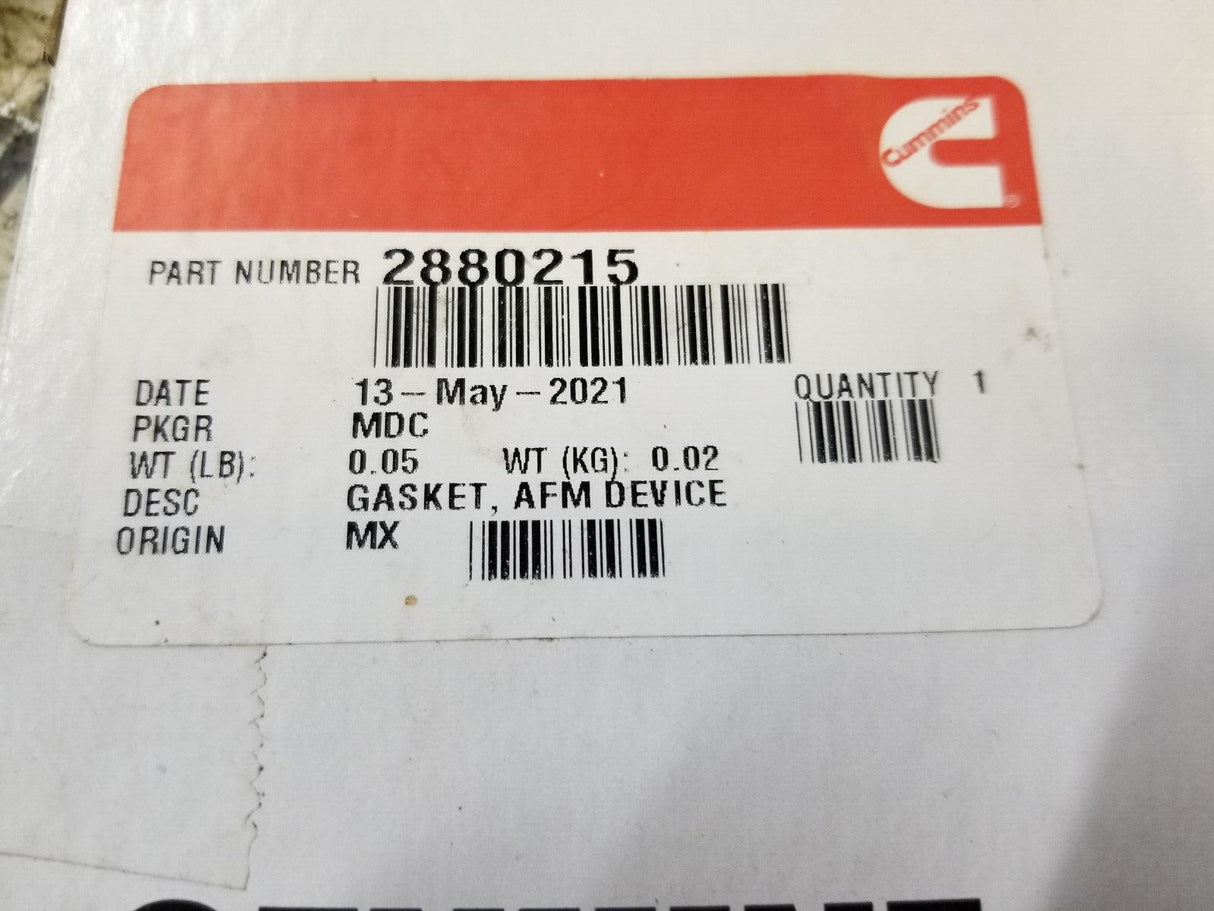 Cummins
®
PART NUMBER 2880215
DATE 13-May-2021 QUANTITY 1
PKGR MDC
WT (LB): 0.05 WT (KG): 0.02
DESC GASKET, AFM DEVICE
ORIGIN MX